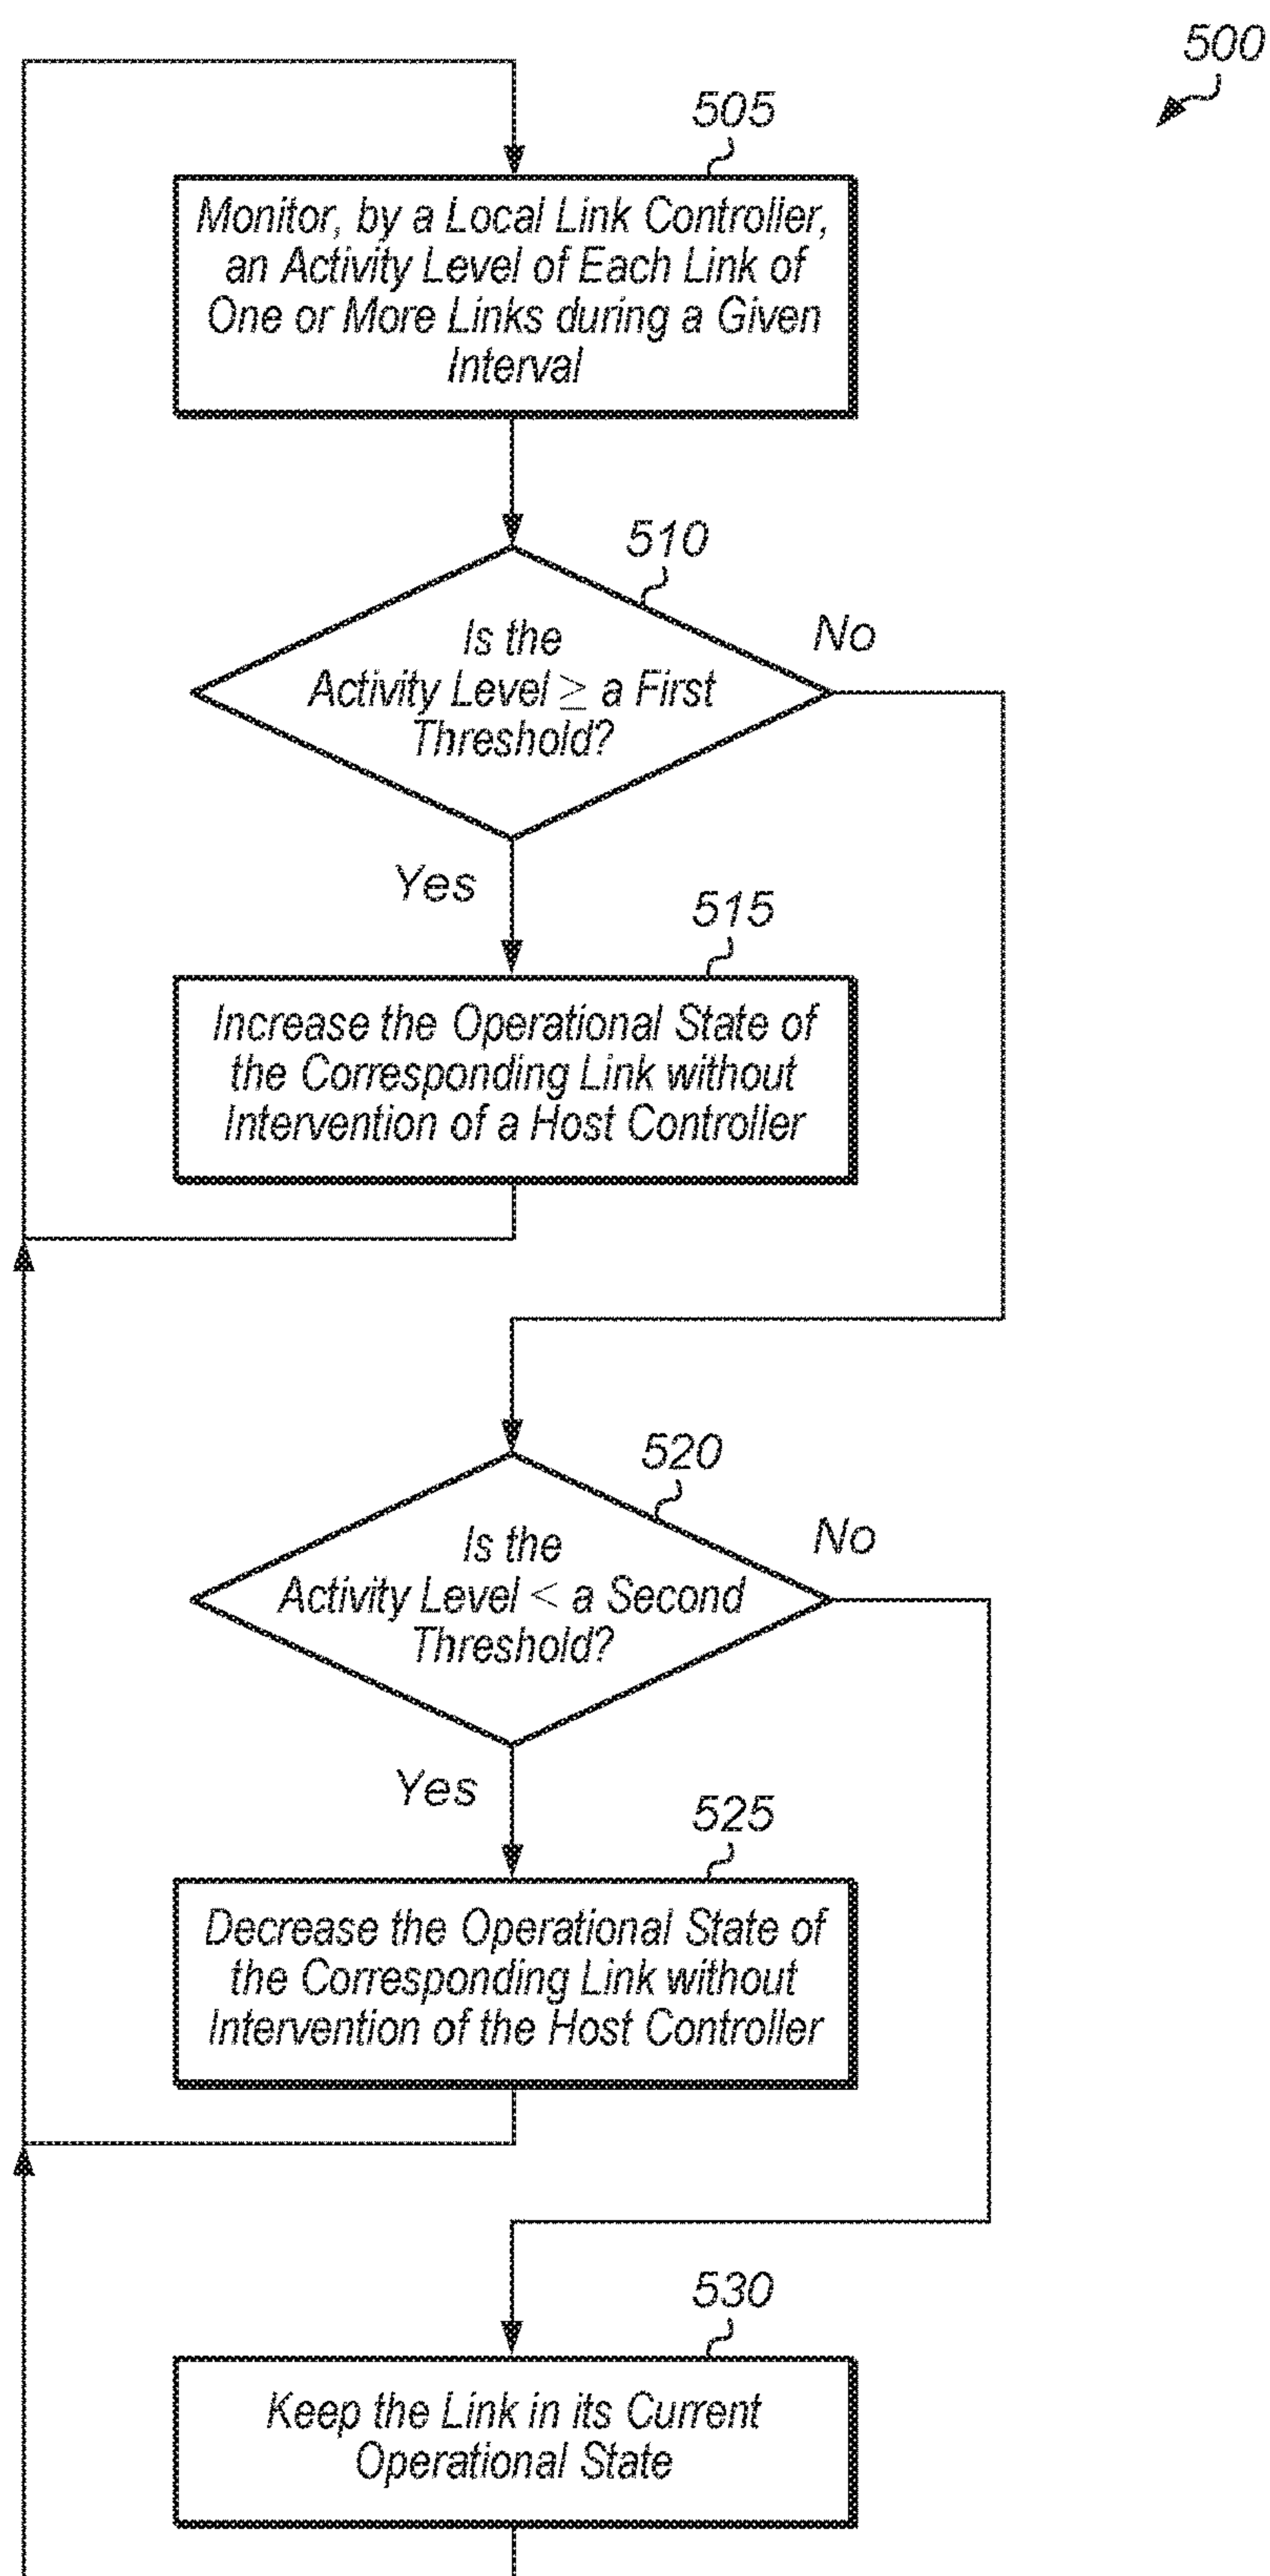 500
505
Monitor, by a Local Link Controller,
an Activity Level of Each Link of
One or More Links during a Given
Interval
510
Is the
Activity Level ≥ a First
Threshold?
No
Yes
515
Increase the Operational State of
the Corresponding Link without
Intervention of a Host Controller
520
Is the
Activity Level < a Second
Threshold?
No
Yes
525
Decrease the Operational State of
the Corresponding Link without
Intervention of the Host Controller
530
Keep the Link in its Current
Operational State